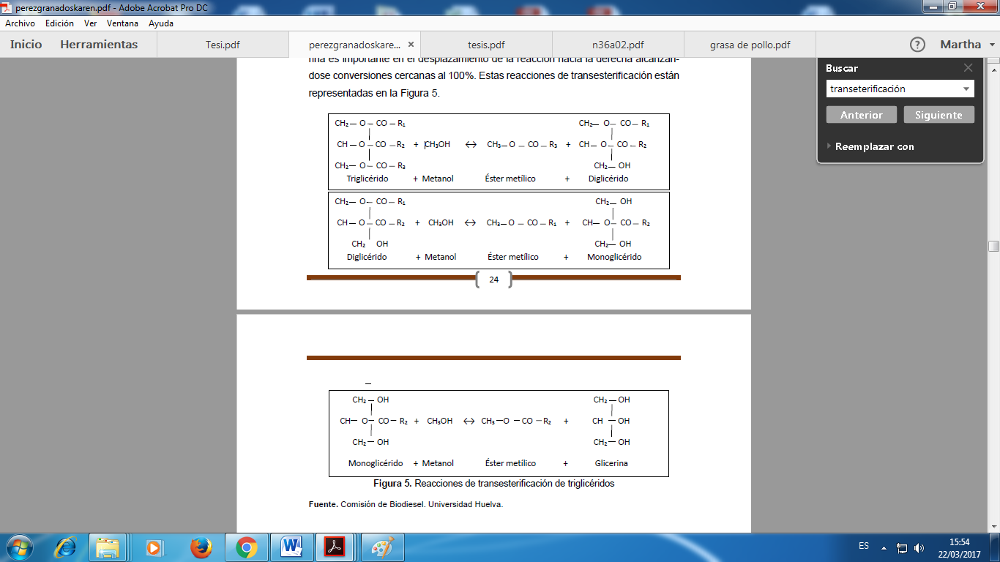 perezgranadoskaren.pdf - Adobe Acrobat Pro DC
Archivo Edición Ver Ventana Ayuda
Inicio Herramientas Tesi.pdf perezgranadoskare... × tesis.pdf n36a02.pdf grasa de pollo.pdf ? Martha
rina es importante en el desplazamiento de la reacción hacia la derecha alcanzán-
dose conversiones cercanas al 100%. Estas reacciones de transesterificación están
representadas en la Figura 5.
Buscar
transeterificación
Anterior Siguiente
Reemplazar con
CH₂— O — CO — R₁ CH₂— O— CO— R₁
CH — O — CO — R₂ + CH₃OH ↔ CH₃—O — CO — R₃ + CH— O— CO — R₂
CH₂— O— CO— R₃ CH₂— OH
Triglicérido + Metanol Éster metílico + Diglicérido
CH₂— O— CO — R₁ CH₂— OH
CH — O — CO — R₂ + CH₃OH ↔ CH₃—O — CO — R₁ + CH— O— CO— R₂
CH₂ OH CH₂— OH
Diglicérido + Metanol Éster metílico + Monoglicérido
24
CH₂ — OH CH₂ — OH
CH— O— CO— R₂ + CH₃OH ↔ CH₃ —O — CO —R₂ + CH — OH
CH₂ — OH CH₂— OH
Monoglicérido + Metanol Éster metílico + Glicerina
Figura 5. Reacciones de transesterificación de triglicéridos
Fuente. Comisión de Biodiesel. Universidad Huelva.
ES 15:54
22/03/2017